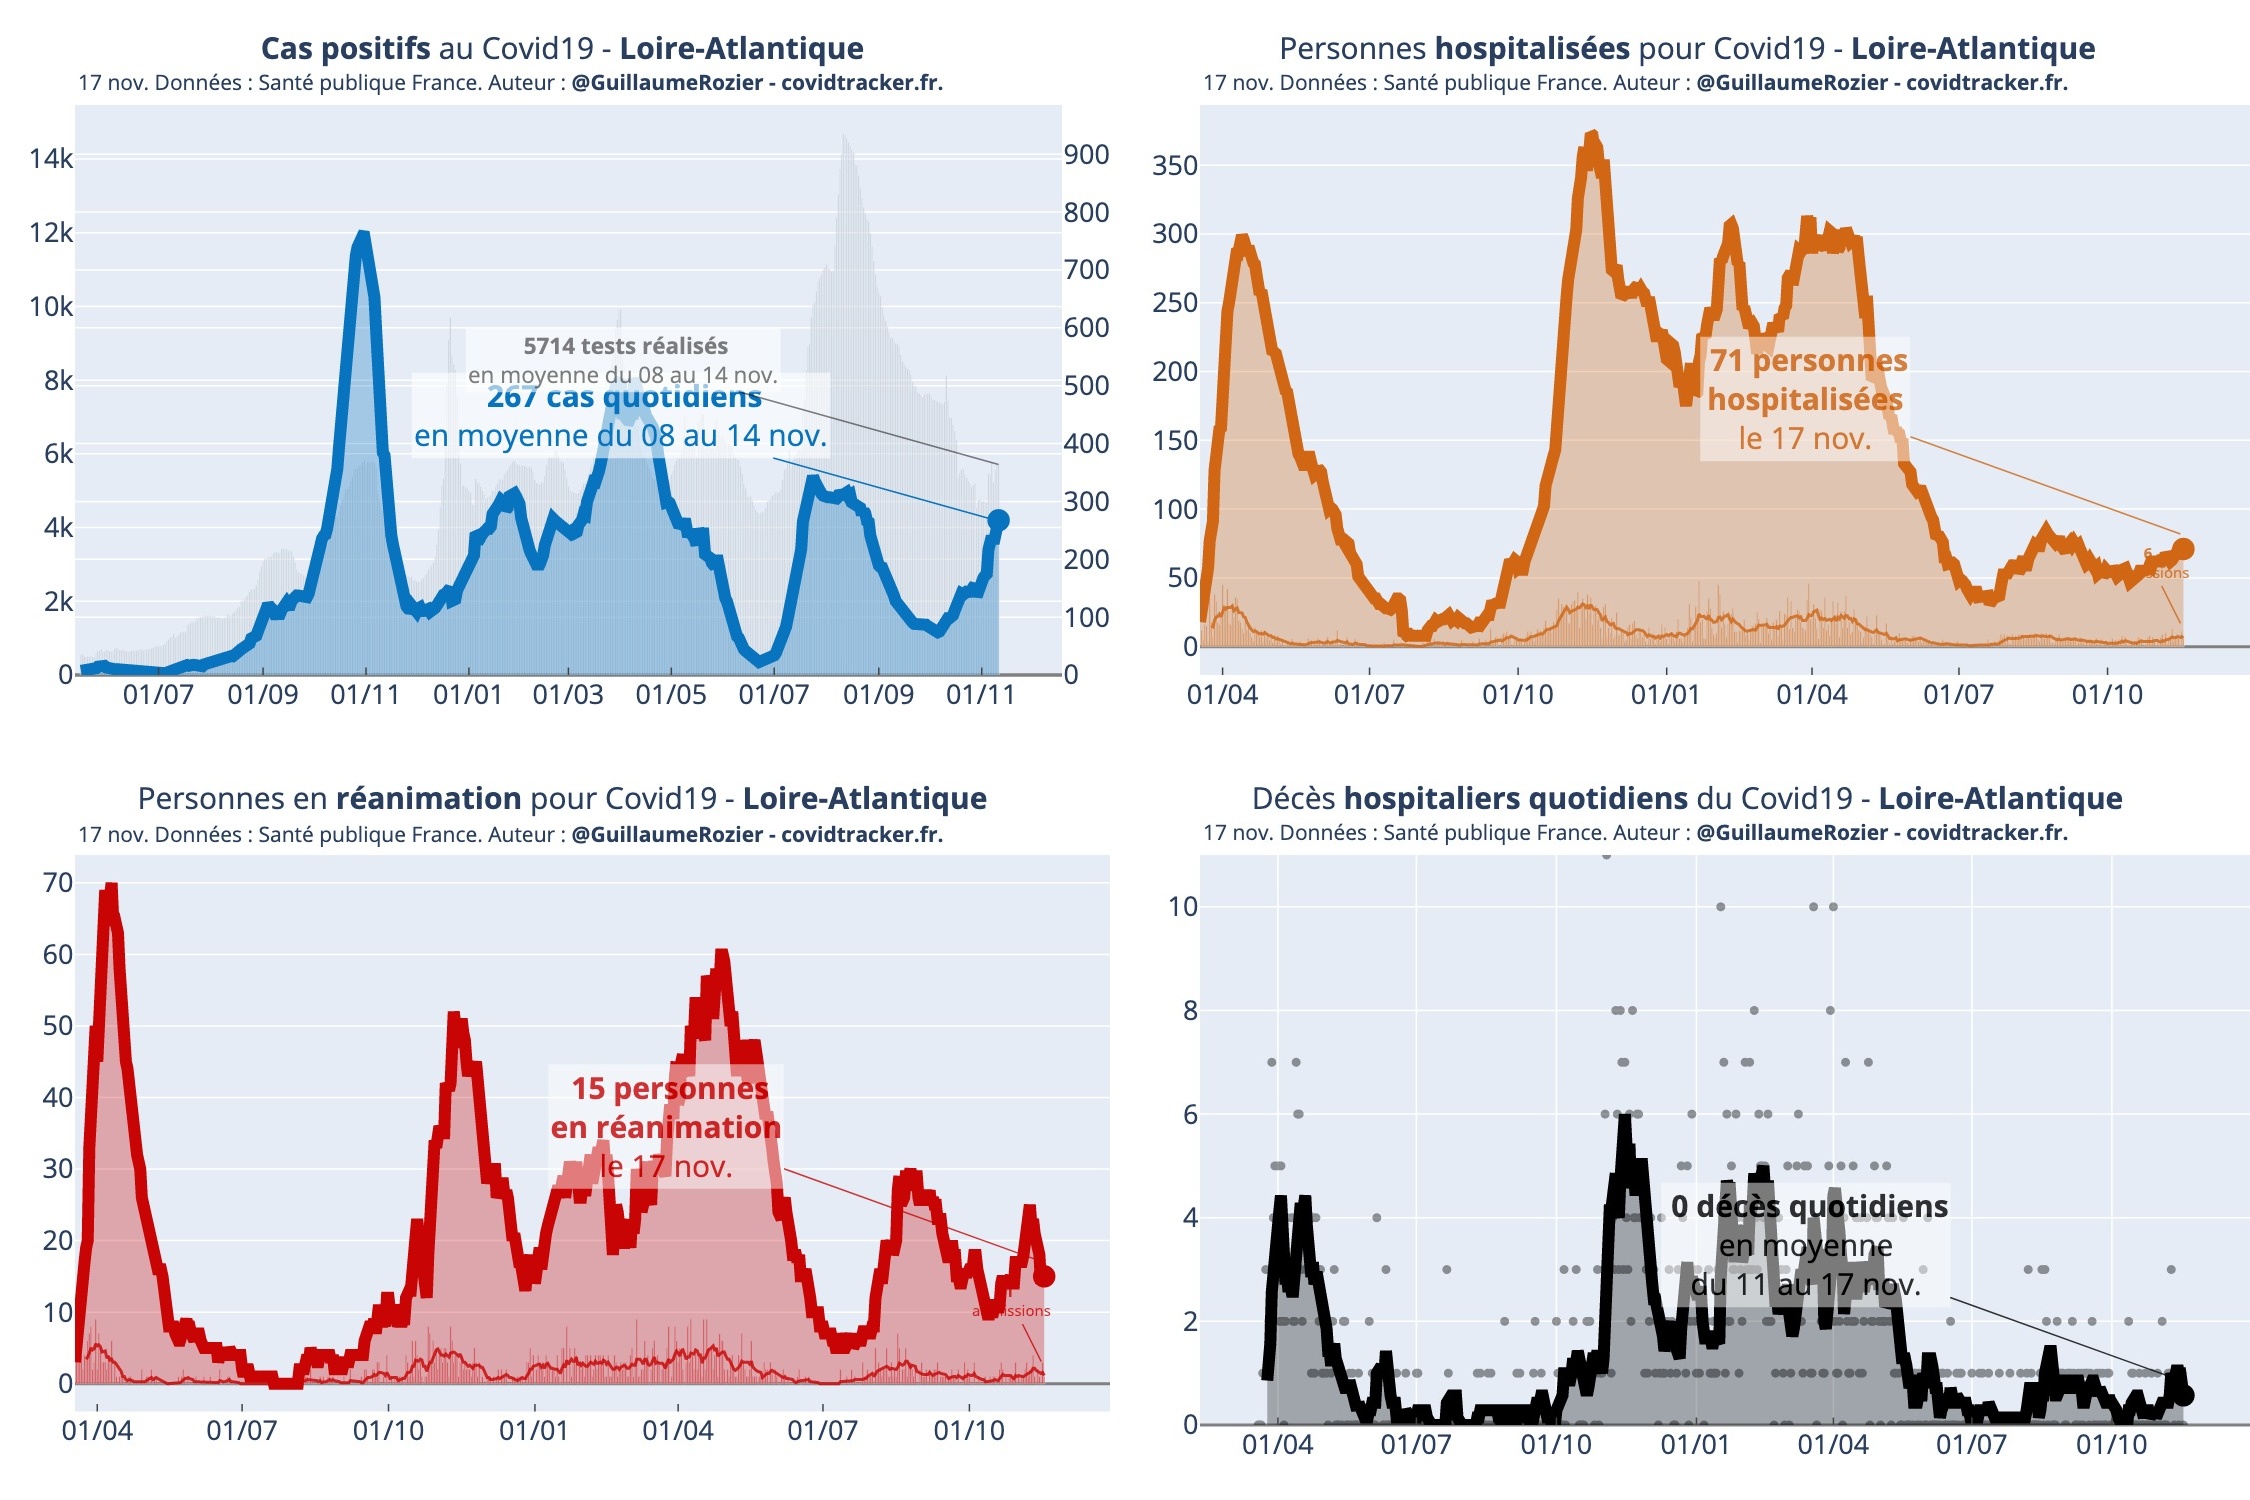 Cas positifs au Covid19 - Loire-Atlantique
17 nov. Données : Santé publique France. Auteur : @GuillaumeRozier - covidtracker.fr.
14k
12k
10k
8k
6k
4k
2k
0
900
800
700
600
500
400
300
200
100
0
5714 tests réalisés
en moyenne du 08 au 14 nov.
267 cas quotidiens
en moyenne du 08 au 14 nov.
01/07 01/09 01/11 01/01 01/03 01/05 01/07 01/09 01/11
Personnes hospitalisées pour Covid19 - Loire-Atlantique
17 nov. Données : Santé publique France. Auteur : @GuillaumeRozier - covidtracker.fr.
350
300
250
200
150
100
50
0
71 personnes
hospitalisées
le 17 nov.
6
01/04 01/07 01/10 01/01 01/04 01/07 01/10
Personnes en réanimation pour Covid19 - Loire-Atlantique
17 nov. Données : Santé publique France. Auteur : @GuillaumeRozier - covidtracker.fr.
70
60
50
40
30
20
10
0
15 personnes
en réanimation
le 17 nov.
admissions
01/04 01/07 01/10 01/01 01/04 01/07 01/10
Décès hospitaliers quotidiens du Covid19 - Loire-Atlantique
17 nov. Données : Santé publique France. Auteur : @GuillaumeRozier - covidtracker.fr.
10
8
6
4
2
0
0 décès quotidiens
en moyenne
du 11 au 17 nov.
01/04 01/07 01/10 01/01 01/04 01/07 01/10